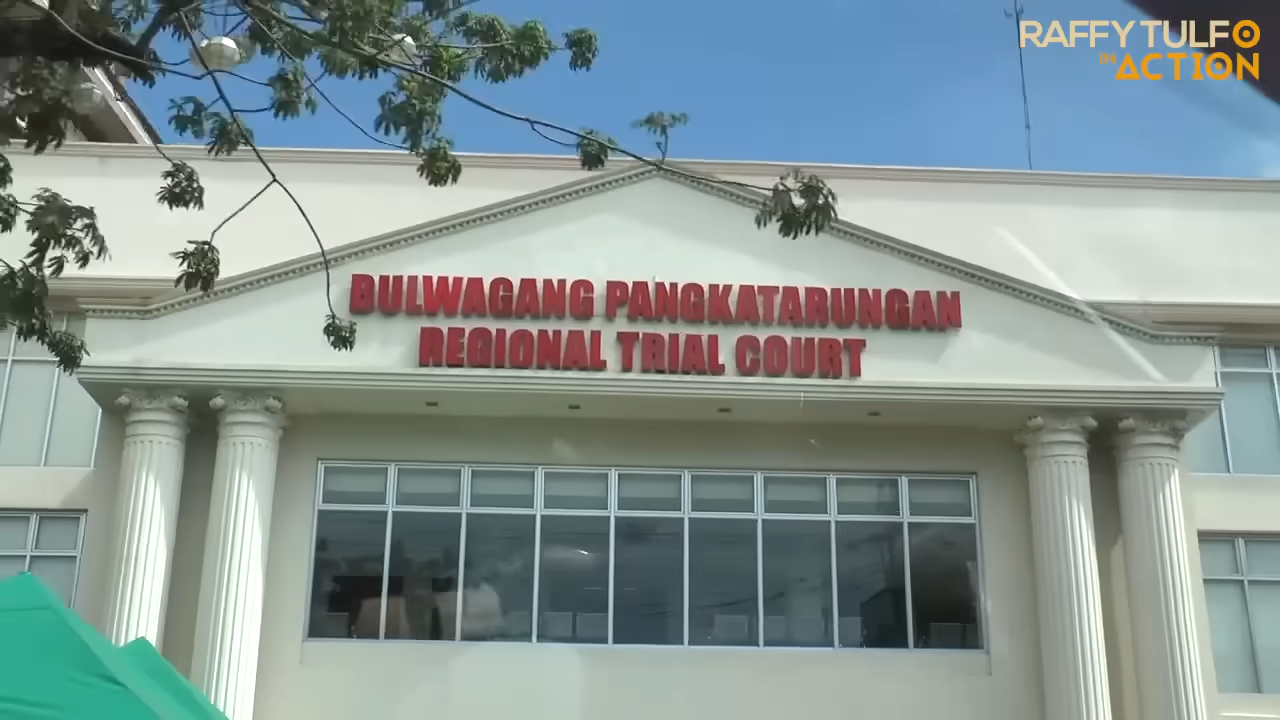 RAFFY TULFO
IN ACTION
BULWAGANG PANGKATARUNGAN
REGIONAL TRIAL COURT